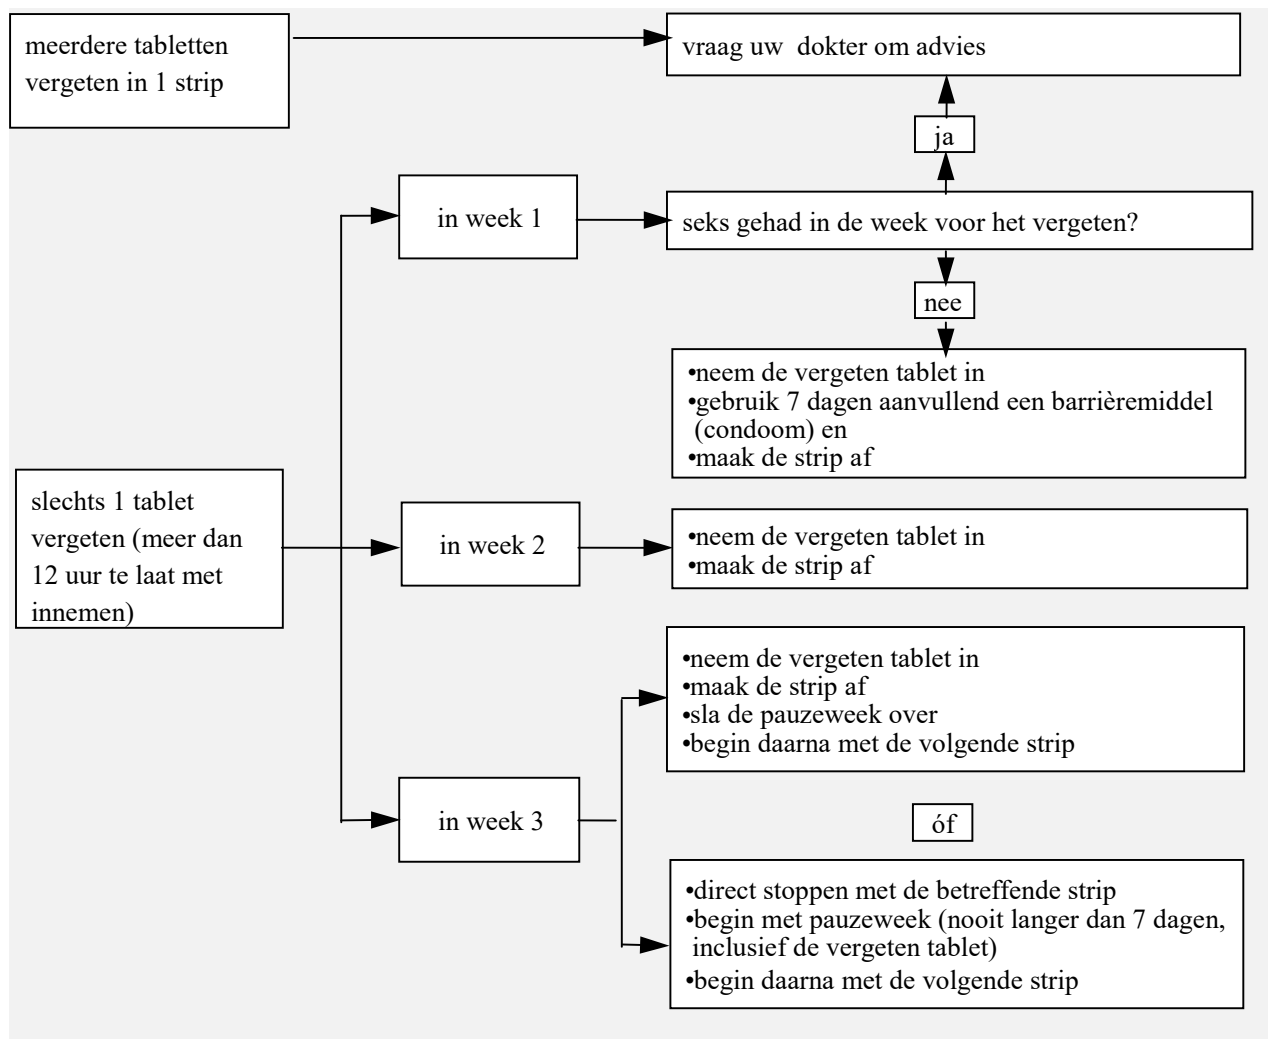 meerdere tabletten
vergeten in 1 strip
vraag uw dokter om advies
ja
in week 1
seks gehad in de week voor het vergeten?
nee
•neem de vergeten tablet in
•gebruik 7 dagen aanvullend een barrièremiddel
(condoom) en
•maak de strip af
slechts 1 tablet
vergeten (meer dan
12 uur te laat met
innemen)
in week 2
•neem de vergeten tablet in
•maak de strip af
•neem de vergeten tablet in
•maak de strip af
•sla de pauzeweek over
•begin daarna met de volgende strip
in week 3
óf
•direct stoppen met de betreffende strip
•begin met pauzeweek (nooit langer dan 7 dagen,
inclusief de vergeten tablet)
•begin daarna met de volgende strip